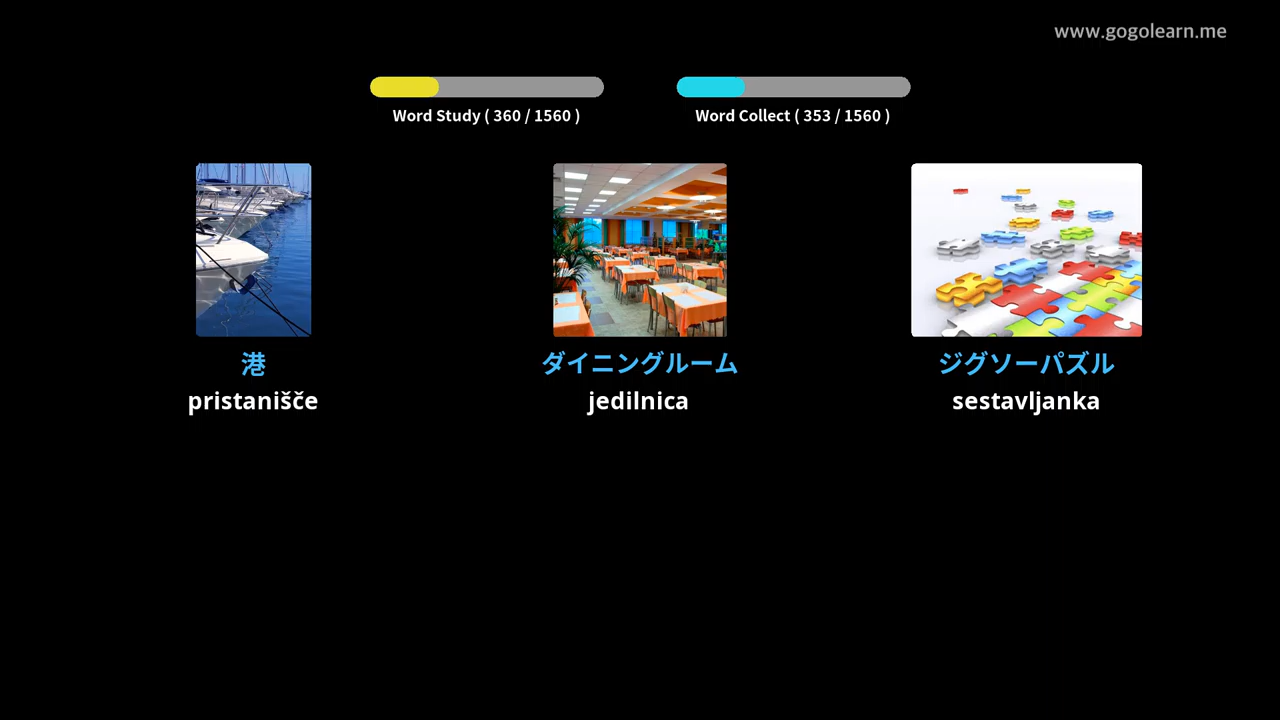 www.gogolearn.me
Word Study ( 360 / 1560 )
Word Collect ( 353 / 1560 )
港
ダイニングルーム
ジグソーパズル
pristanišče
jedilnica
sestavljanka